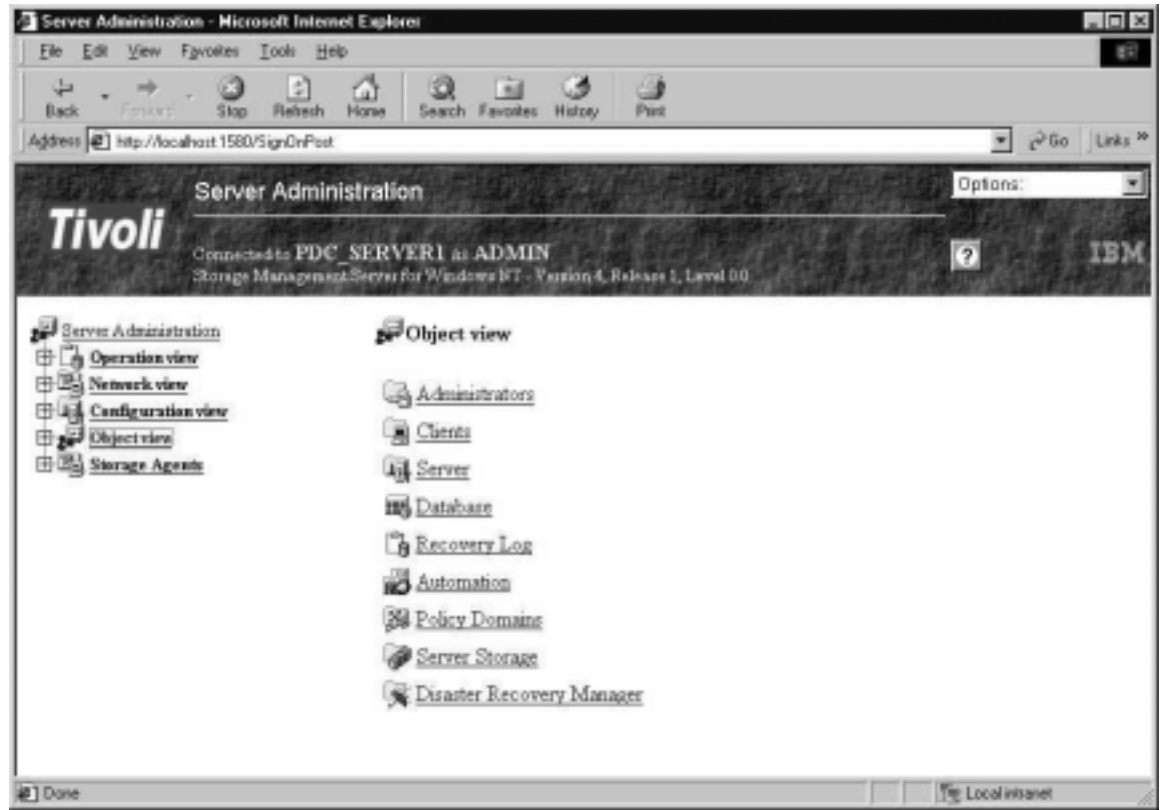 Server Administration - Microsoft Internet Explorer
File Edit View Favorites Tools Help
Back Forward Stop Refresh Home Search Favorites History Print
Address http://localhost:1580/SignOnPost Go Links »
Server Administration
Options:
Tivoli
Connected to PDC_SERVER1 as ADMIN
? IBM
Storage Management Server for Windows NT - Version 4, Release 1, Level 0.0
Server Administration
Operation view
Network view
Configuration view
Object view
Storage Agents
Object view
Administrators
Clients
Server
Database
Recovery Log
Automation
Policy Domains
Server Storage
Disaster Recovery Manager
Done
Local intranet